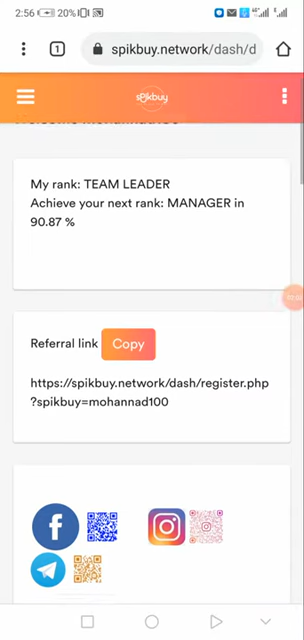 2:56
20%
1
spikbuy.network/dash/d
spikbuy
My rank: TEAM LEADER
Achieve your next rank: MANAGER in
90.87 %
Referral link Copy
https://spikbuy.network/dash/register.php
?spikbuy=mohannad100